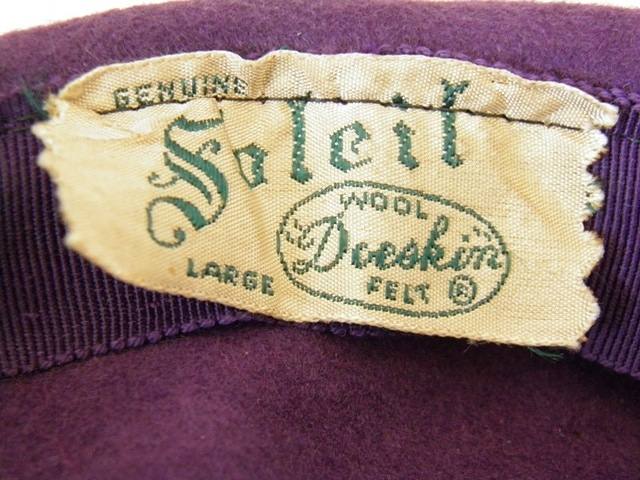 GENUINE
Soleil
WOOL
Doeskin
LARGE
FELT ®